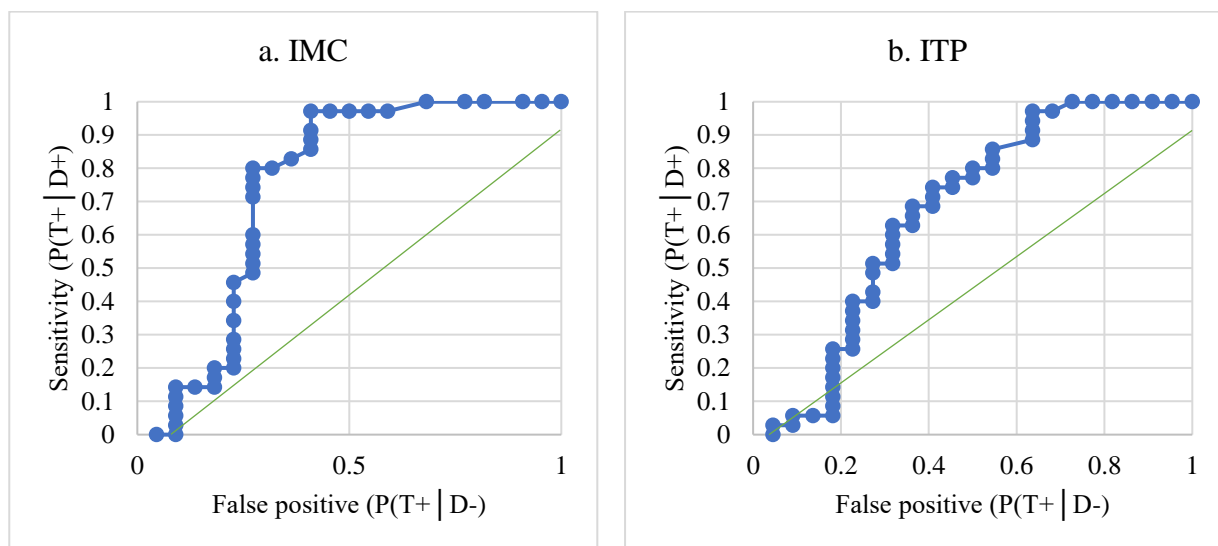 a. IMC
1
0.9
0.8
0.7
0.6
0.5
0.4
0.3
0.2
0.1
0
Sensitivity (P(T+│D+)
0 0.5 1
False positive (P(T+│D-)
b. ITP
1
0.9
0.8
0.7
0.6
0.5
0.4
0.3
0.2
0.1
0
Sensitivity (P(T+│D+)
0 0.2 0.4 0.6 0.8 1
False positive (P(T+│D-)